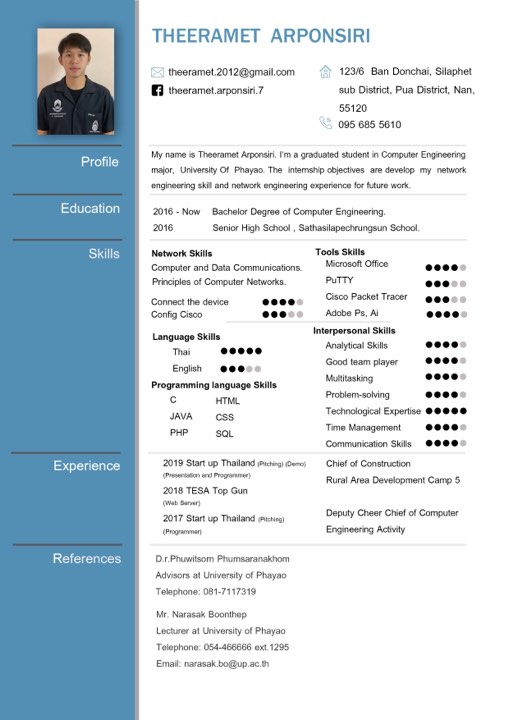 THEERAMET ARPONSIRI
theeramet.2012@gmail.com
theeramet.arponsiri.7
123/6 Ban Donchai, Silaphet
sub District, Pua District, Nan,
55120
095 685 5610
Profile
My name is Theeramet Arponsiri. I'm a graduated student in Computer Engineering
major, University Of Phayao. The internship objectives are develop my network
engineering skill and network engineering experience for future work.
Education
2016 - Now Bachelor Degree of Computer Engineering.
2016 Senior High School , Sathasilapechrungsun School.
Skills
Network Skills
Computer and Data Communications.
Principles of Computer Networks.
Connect the device
Config Cisco
Language Skills
Thai
English
Programming language Skills
C HTML
JAVA CSS
PHP SQL
Tools Skills
Microsoft Office
PuTTY
Cisco Packet Tracer
Adobe Ps, Ai
Interpersonal Skills
Analytical Skills
Good team player
Multitasking
Problem-solving
Technological Expertise
Time Management
Communication Skills
Experience
2019 Start up Thailand (Pitching) (Demo)
(Presentation and Programmer)
2018 TESA Top Gun
(Web Server)
2017 Start up Thailand (Pitching)
(Programmer)
Chief of Construction
Rural Area Development Camp 5
Deputy Cheer Chief of Computer
Engineering Activity
References
D.r.Phuwitsorn Phumsaranakhom
Advisors at University of Phayao
Telephone: 081-7117319
Mr. Narasak Boonthep
Lecturer at University of Phayao
Telephone: 054-466666 ext.1295
Email: narasak.bo@up.ac.th